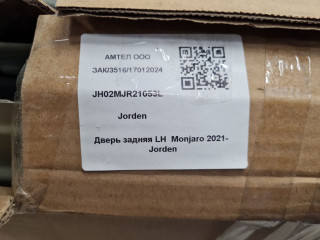 АМТЕЛ ООО
ЗАК/3516/17012024
JH02MJR21053L
Jorden
Дверь задняя LH Monjaro 2021-
Jorden